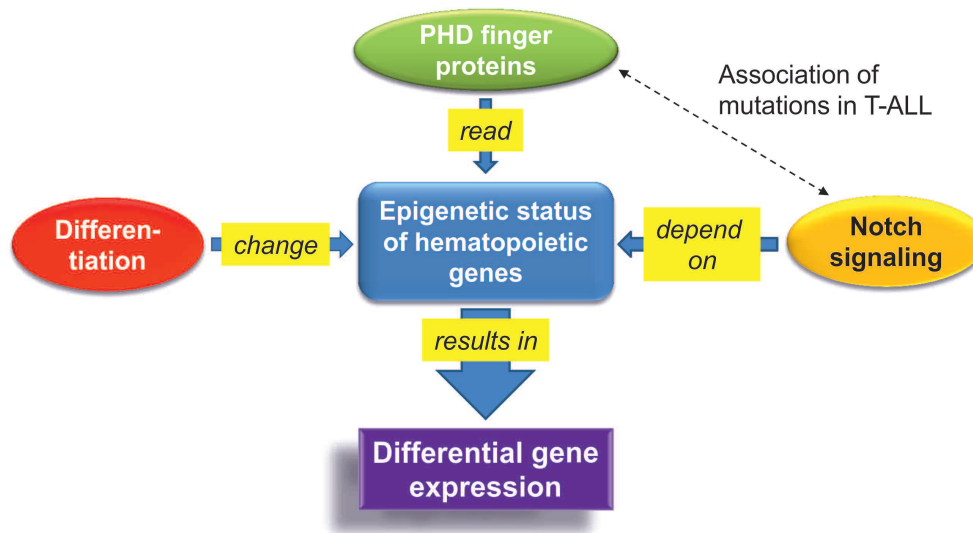 PHD finger
proteins
Association of
mutations in T-ALL
read
Differen-
tiation
change
Epigenetic status
of hematopoietic
genes
depend
on
Notch
signaling
results in
Differential gene
expression